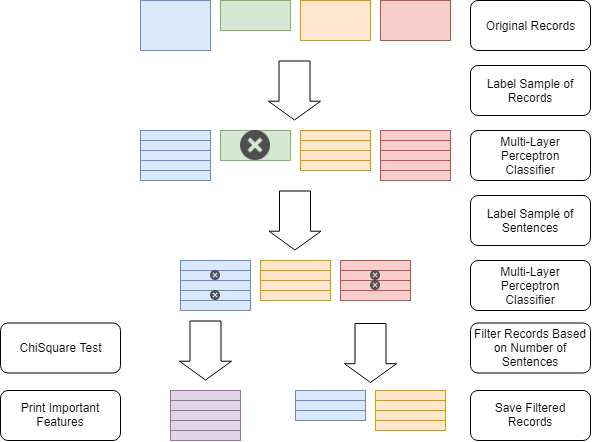 Original Records
Label Sample of
Records
Multi-Layer
Perceptron
Classifier
Label Sample of
Sentences
Multi-Layer
Perceptron
Classifier
ChiSquare Test
Filter Records Based
on Number of
Sentences
Print Important
Features
Save Filtered
Records